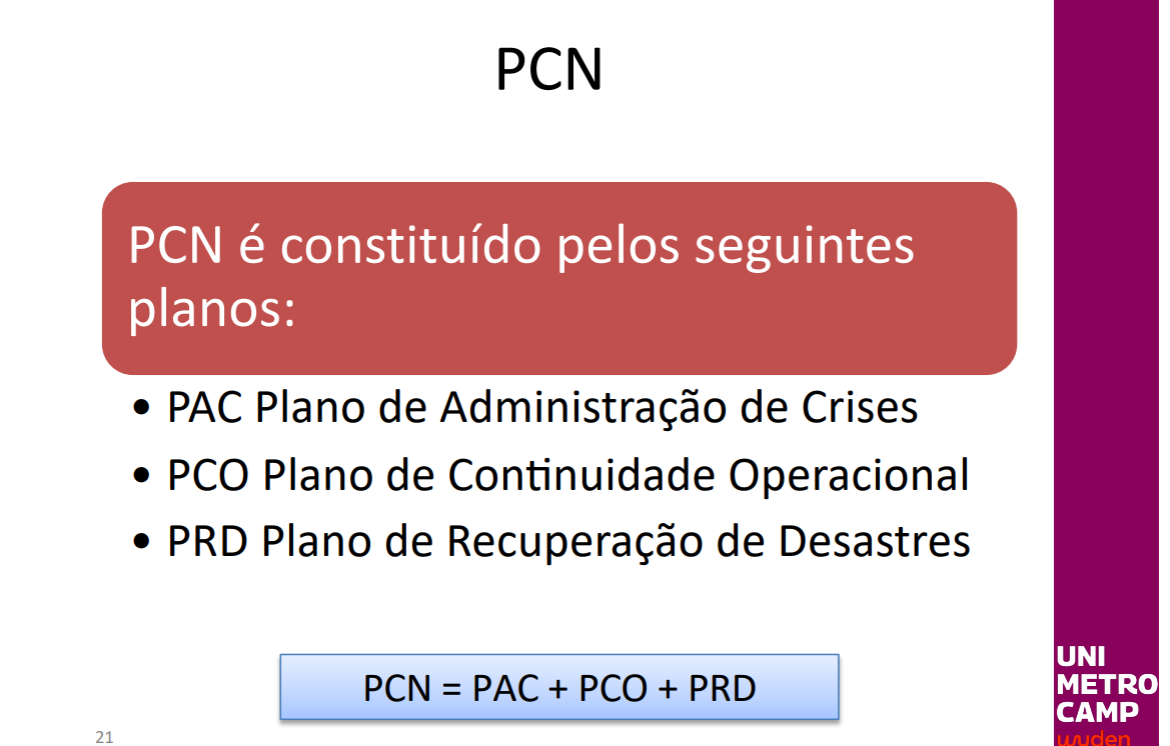 PCN
PCN é constituído pelos seguintes
planos:
• PAC Plano de Administração de Crises
• PCO Plano de Continuidade Operacional
• PRD Plano de Recuperação de Desastres
PCN = PAC + PCO + PRD
21
UNI
METRO
CAMP
wyden